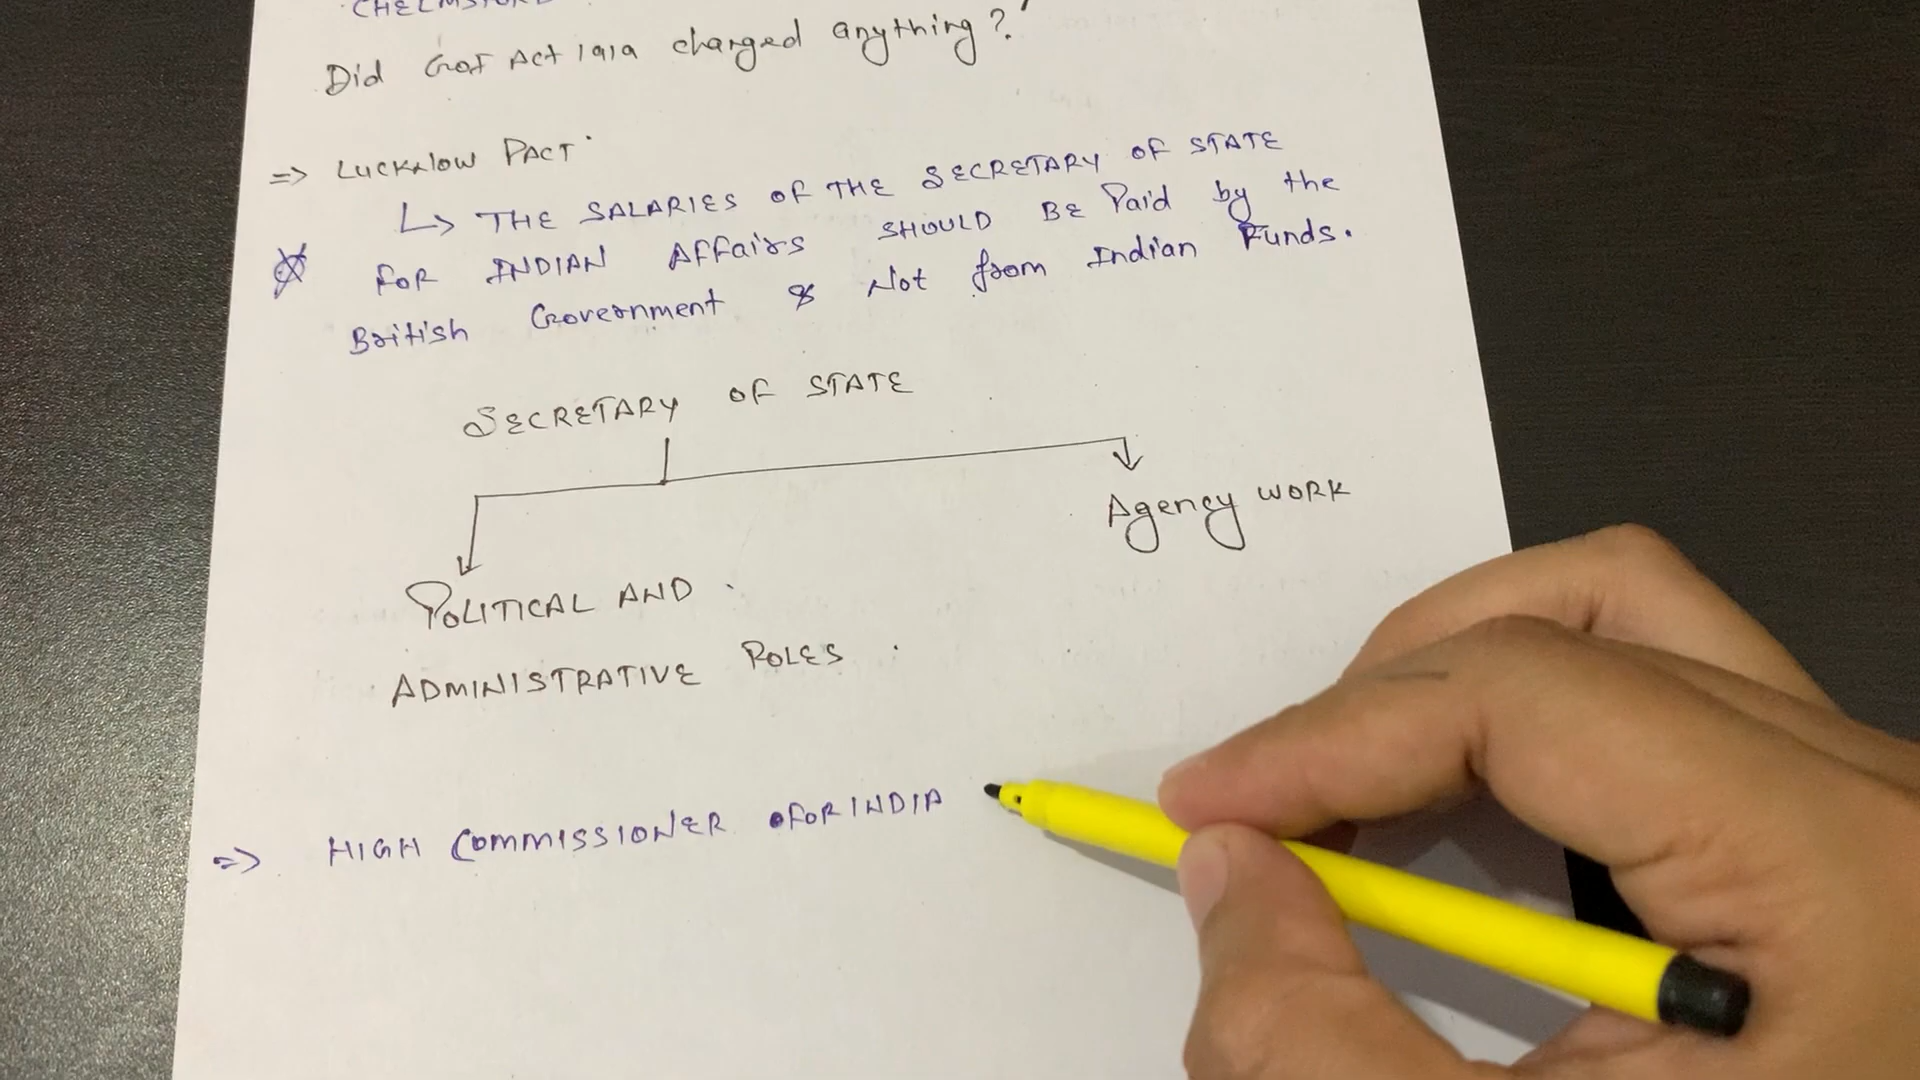 Did GoI Act 1919 changed anything?
=> LUCKNOW PACT
↳ THE SALARIES OF THE SECRETARY OF STATE
FOR INDIAN Affairs SHOULD BE Paid by the
British Government & Not from Indian Funds.
SECRETARY OF STATE
Agency WORK
POLITICAL AND
ADMINISTRATIVE ROLES
=> HIGH COMMISSIONER FOR INDIA